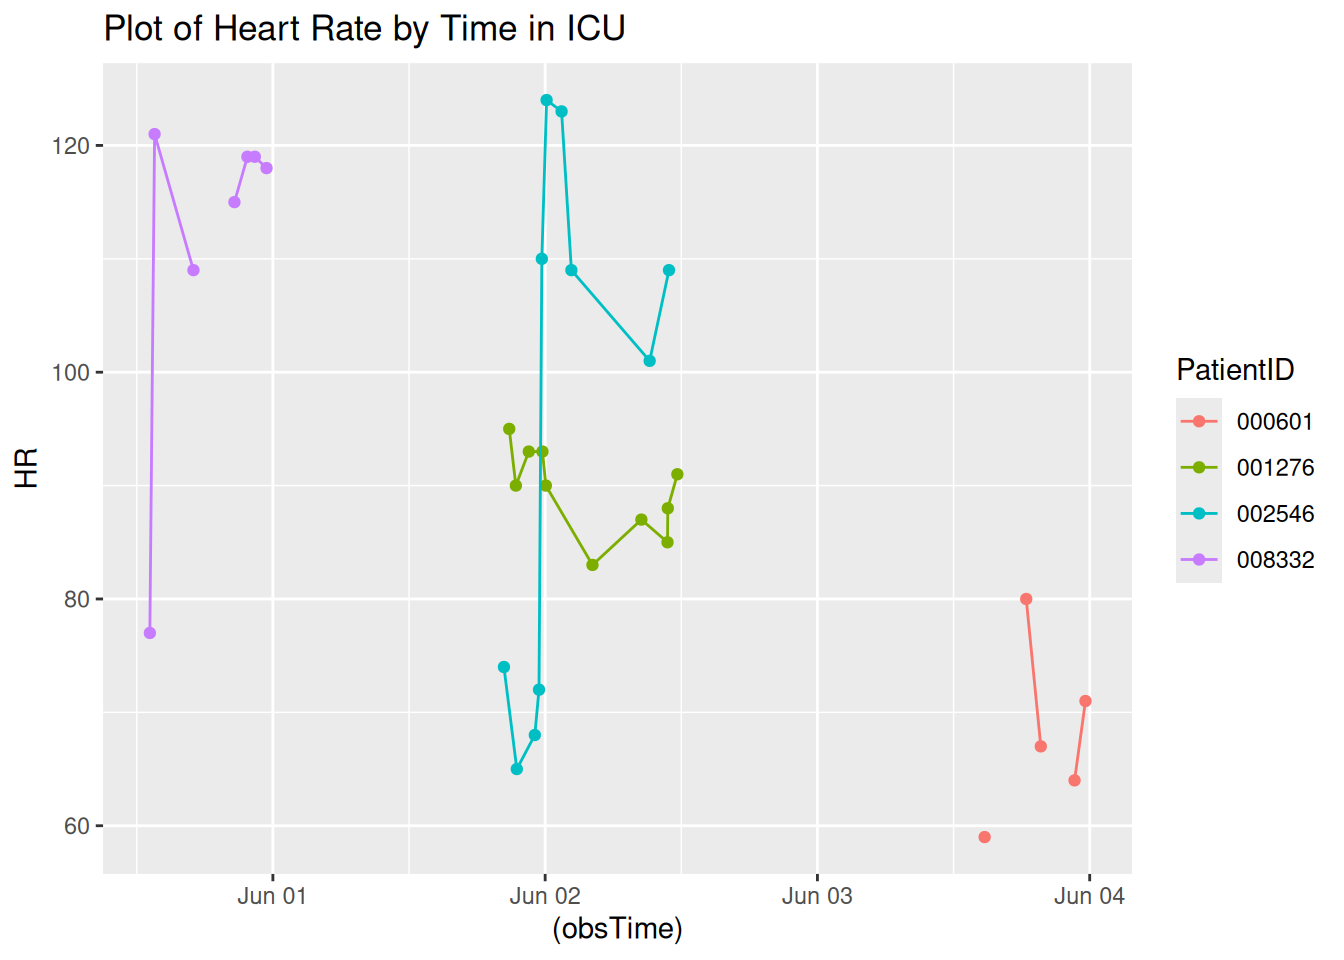 Plot of Heart Rate by Time in ICU
120
100
80
60
HR
Jun 01
Jun 02
Jun 03
Jun 04
(obsTime)
PatientID
000601
001276
002546
008332